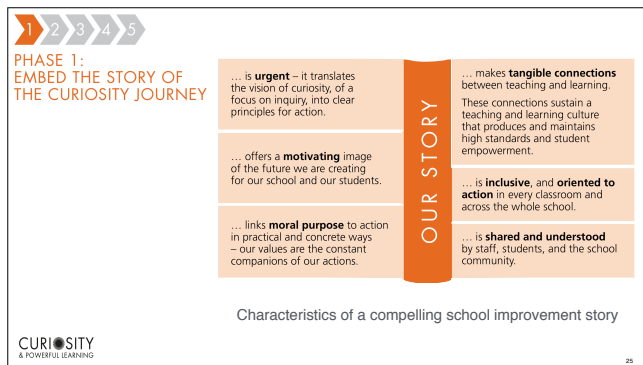 1 2 3 4 5
PHASE 1:
EMBED THE STORY OF
THE CURIOSITY JOURNEY
… is urgent – it translates
the vision of curiosity, of a
focus on inquiry, into clear
principles for action.
… offers a motivating image
of the future we are creating
for our school and our students.
… links moral purpose to action
in practical and concrete ways
– our values are the constant
companions of our actions.
OUR STORY
… makes tangible connections
between teaching and learning.
These connections sustain a
teaching and learning culture
that produces and maintains
high standards and student
empowerment.
… is inclusive, and oriented to
action in every classroom and
across the whole school.
… is shared and understood
by staff, students, and the school
community.
Characteristics of a compelling school improvement story
CURIOSITY
& POWERFUL LEARNING
25